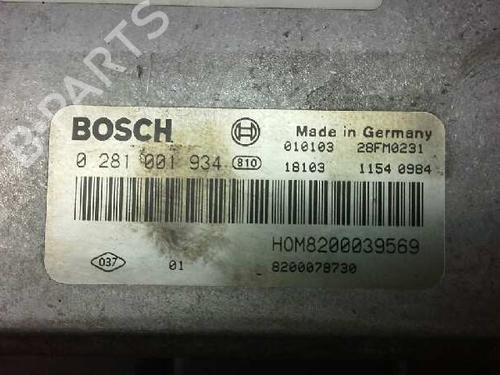 B-PARTS
BOSCH
Made in Germany
010103 28FM0231
0 281 001 934 810
18103 1154 0984
HOM8200039569
037 01 8200078730